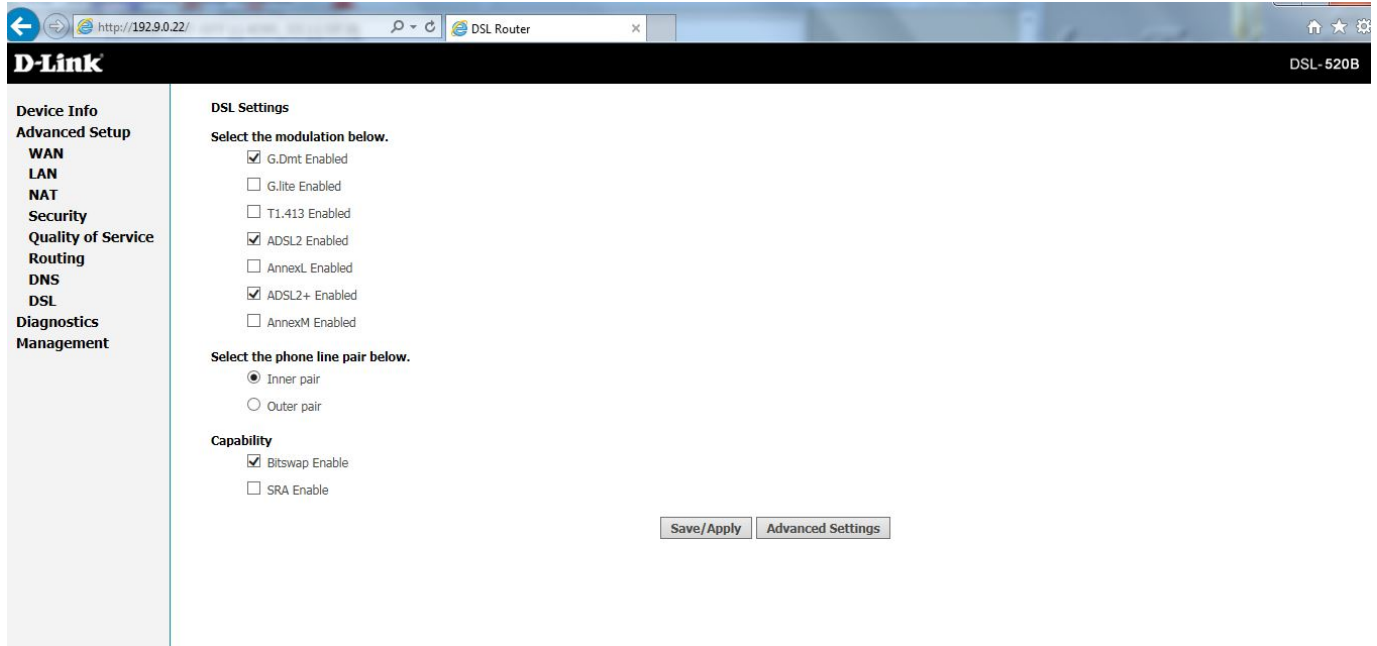 http://192.9.0.22/
DSL Router
D-Link
DSL-520B
Device Info
Advanced Setup
WAN
LAN
NAT
Security
Quality of Service
Routing
DNS
DSL
Diagnostics
Management
DSL Settings
Select the modulation below.
G.Dmt Enabled
G.lite Enabled
T1.413 Enabled
ADSL2 Enabled
AnnexL Enabled
ADSL2+ Enabled
AnnexM Enabled
Select the phone line pair below.
Inner pair
Outer pair
Capability
Bitswap Enable
SRA Enable
Save/Apply Advanced Settings